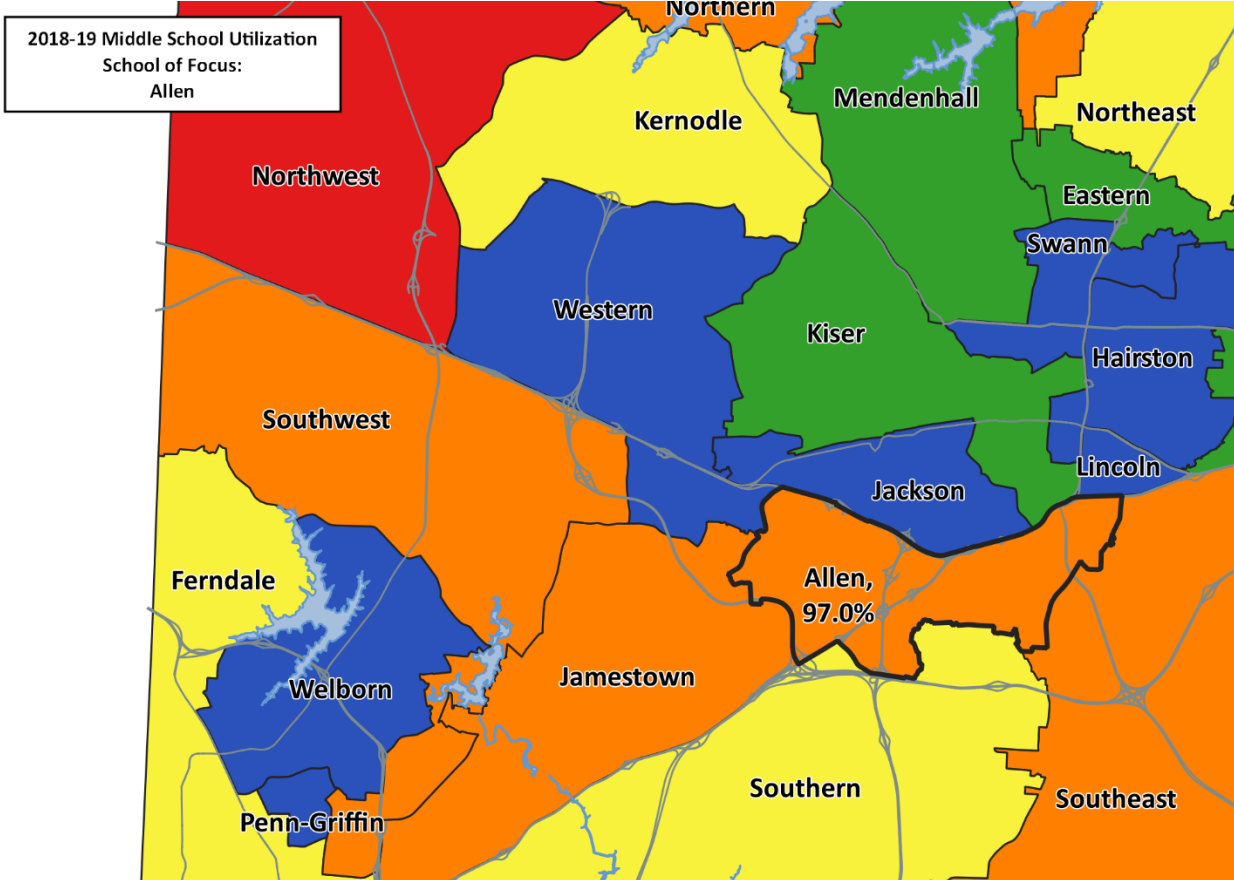 2018-19 Middle School Utilization
School of Focus:
Allen
Northern
Mendenhall
Kernodle
Northeast
Northwest
Eastern
Swann
Western
Kiser
Hairston
Southwest
Lincoln
Jackson
Ferndale
Allen,
97.0%
Jamestown
Welborn
Southern
Southeast
Penn-Griffin